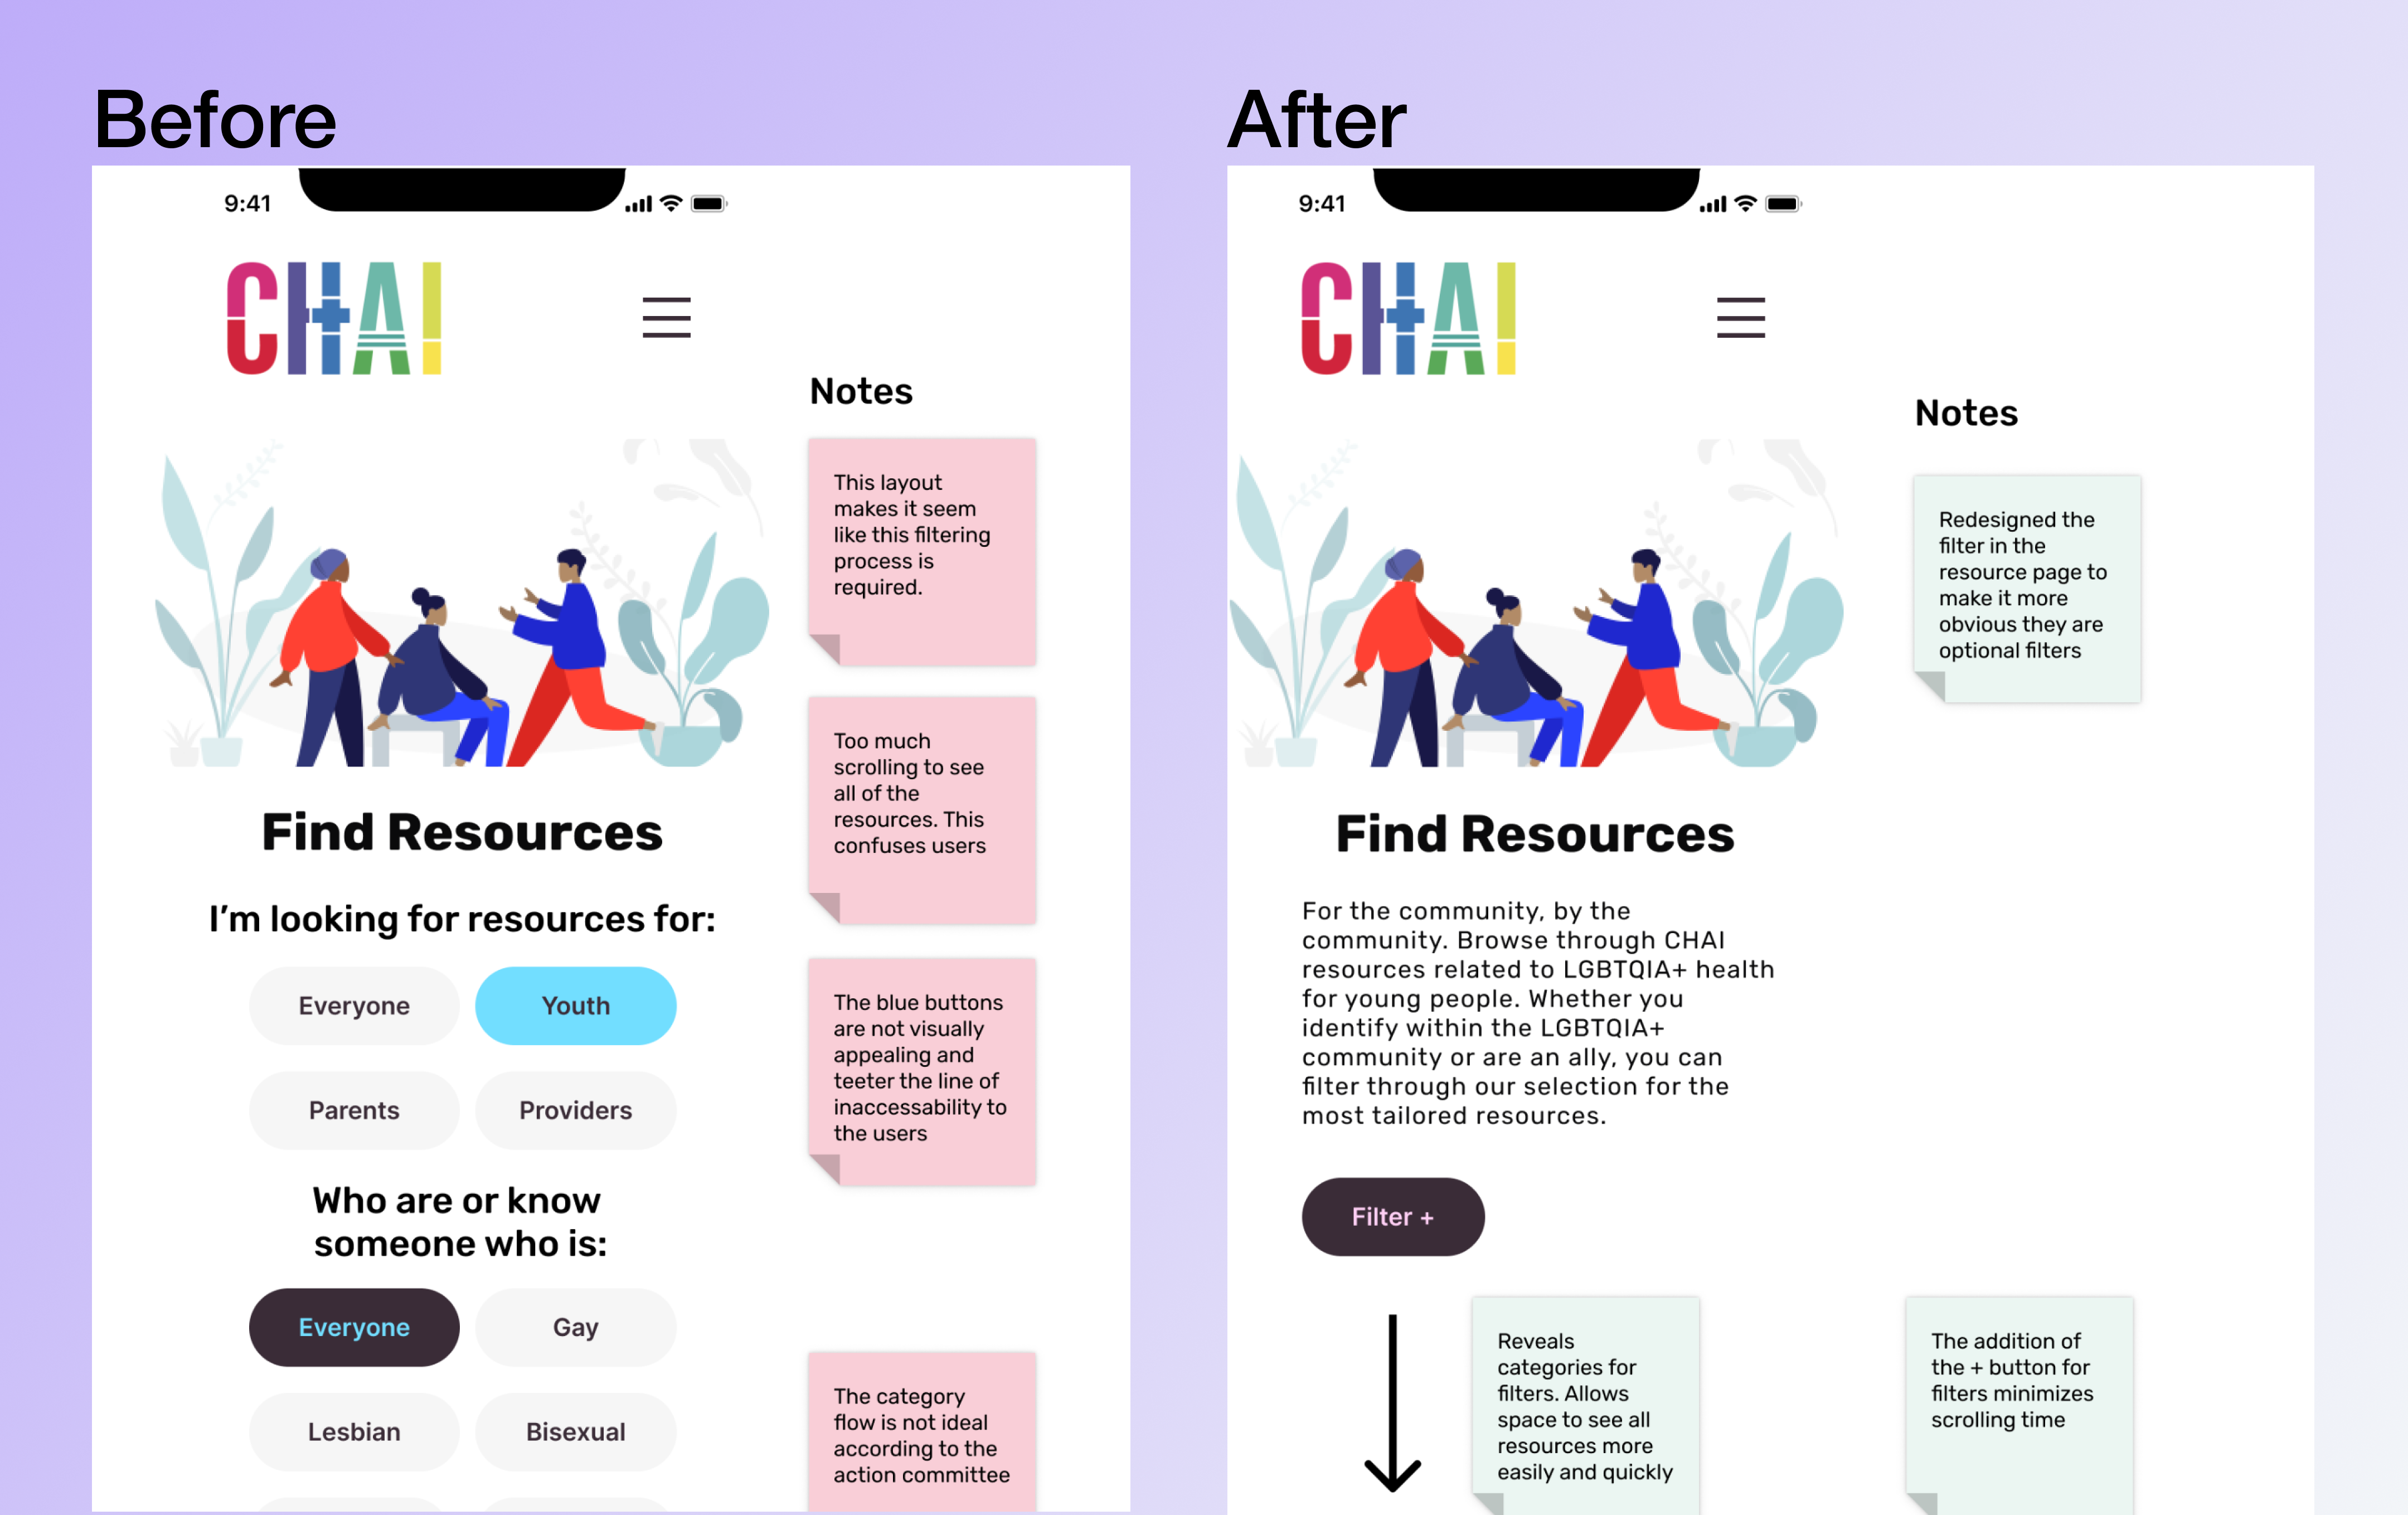 Before
9:41
CHAI
Notes
This layout
makes it seem
like this filtering
process is
required.
Too much
scrolling to see
all of the
resources. This
confuses users
Find Resources
I'm looking for resources for:
Everyone
Youth
Parents
Providers
The blue buttons
are not visually
appealing and
teeter the line of
inaccessability to
the users
Who are or know
someone who is:
Everyone
Gay
Lesbian
Bisexual
The category
flow is not ideal
according to the
action committee
After
9:41
CHAI
Notes
Redesigned the
filter in the
resource page to
make it more
obvious they are
optional filters
Find Resources
For the community, by the
community. Browse through CHAI
resources related to LGBTQIA+ health
for young people. Whether you
identify within the LGBTQIA+
community or are an ally, you can
filter through our selection for the
most tailored resources.
Filter +
Reveals
categories for
filters. Allows
space to see all
resources more
easily and quickly
The addition of
the + button for
filters minimizes
scrolling time